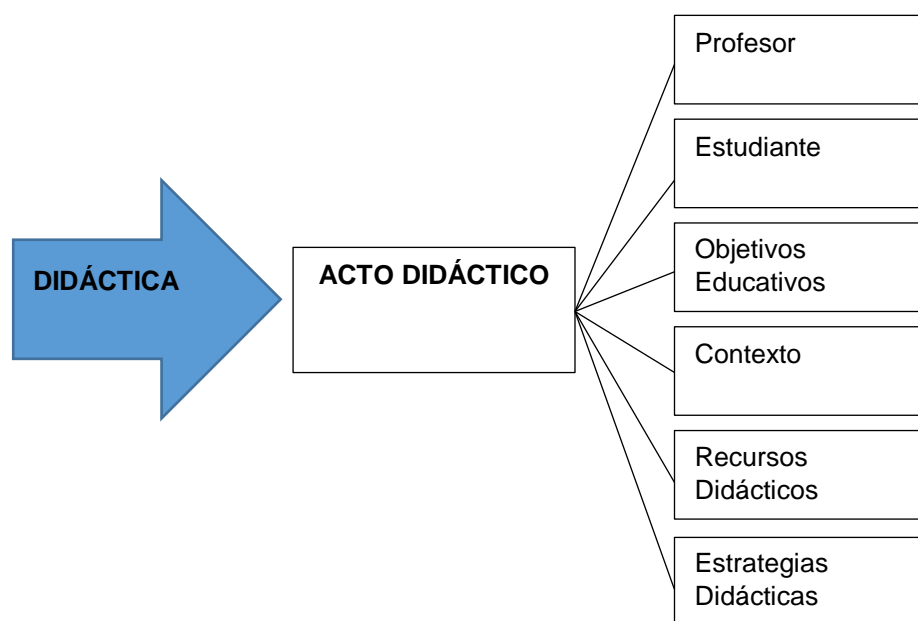 DIDÁCTICA
ACTO DIDÁCTICO
Profesor
Estudiante
Objetivos
Educativos
Contexto
Recursos
Didácticos
Estrategias
Didácticas